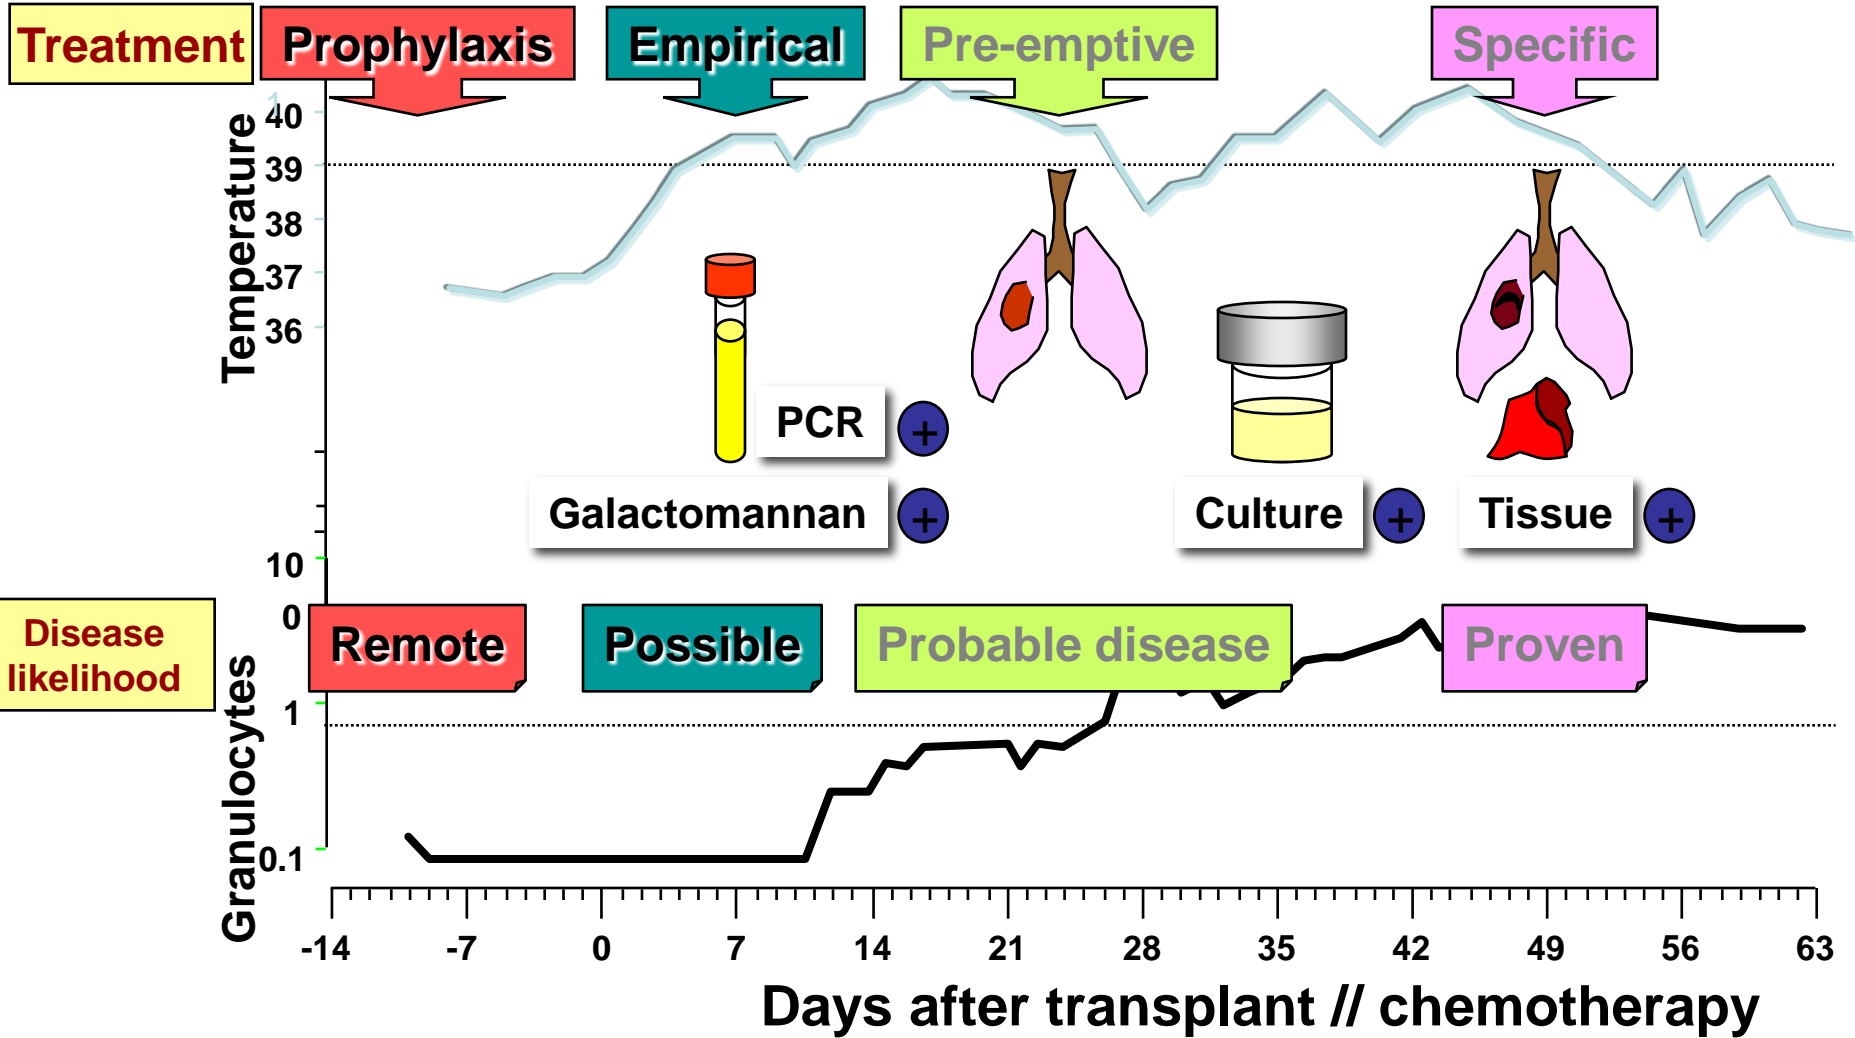 Treatment
Prophylaxis
Empirical
Pre-emptive
Specific
Temperature
1
40
39
38
37
36
PCR
+
Galactomannan
+
Culture
+
Tissue
+
10
0
1
0.1
Disease
likelihood
Remote
Possible
Probable disease
Proven
Granulocytes
-14
-7
0
7
14
21
28
35
42
49
56
63
Days after transplant // chemotherapy